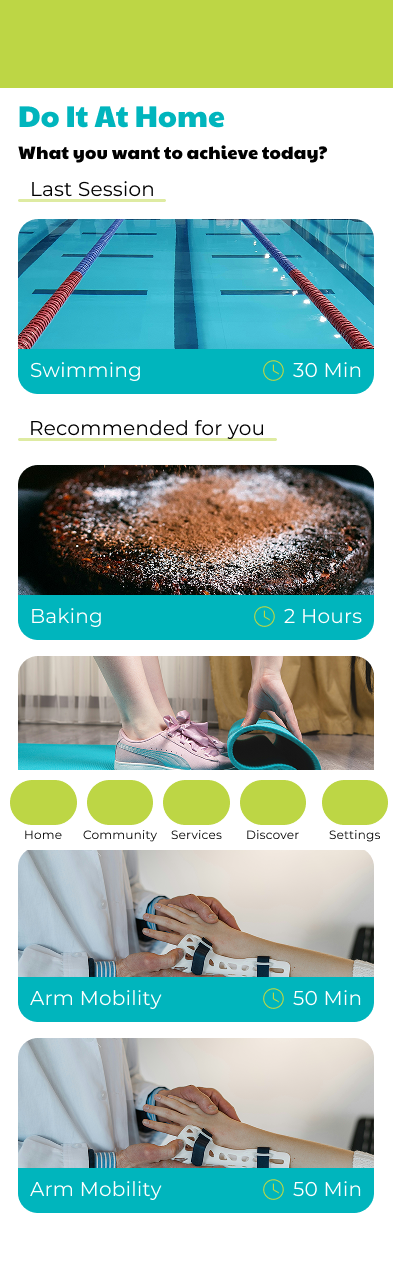 Do It At Home
What you want to achieve today?
Last Session
Swimming 30 Min
Recommended for you
Baking 2 Hours
Home Community Services Discover Settings
Arm Mobility 50 Min
Arm Mobility 50 Min